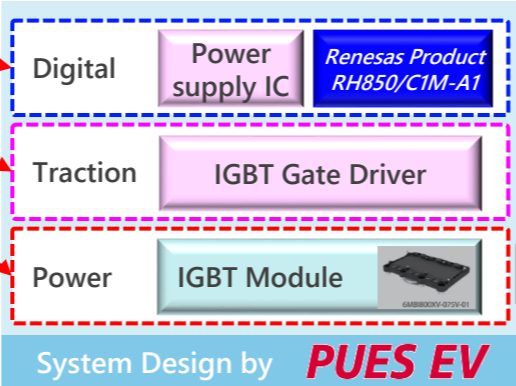 Digital
Power
supply IC
Renesas Product
RH850/C1M-A1
Traction
IGBT Gate Driver
Power
IGBT Module
6MBI800XV-075V-01
System Design by PUES EV